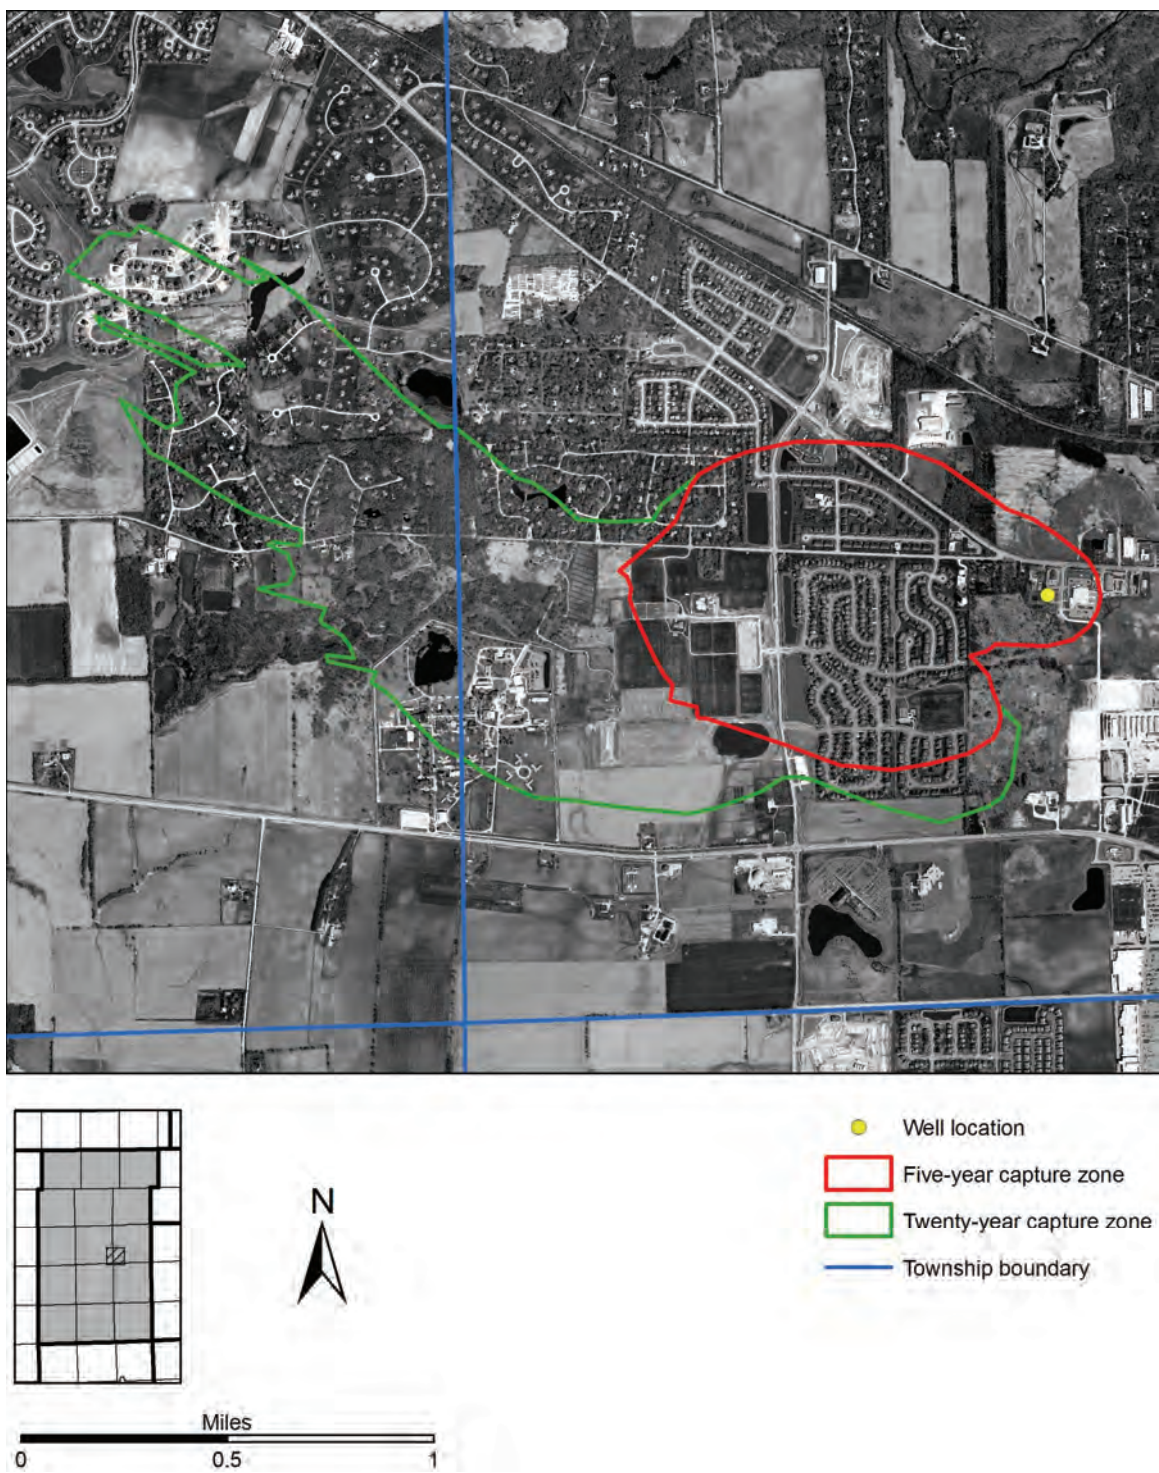 Well location
Five-year capture zone
Twenty-year capture zone
Township boundary
N
Miles
0 0.5 1